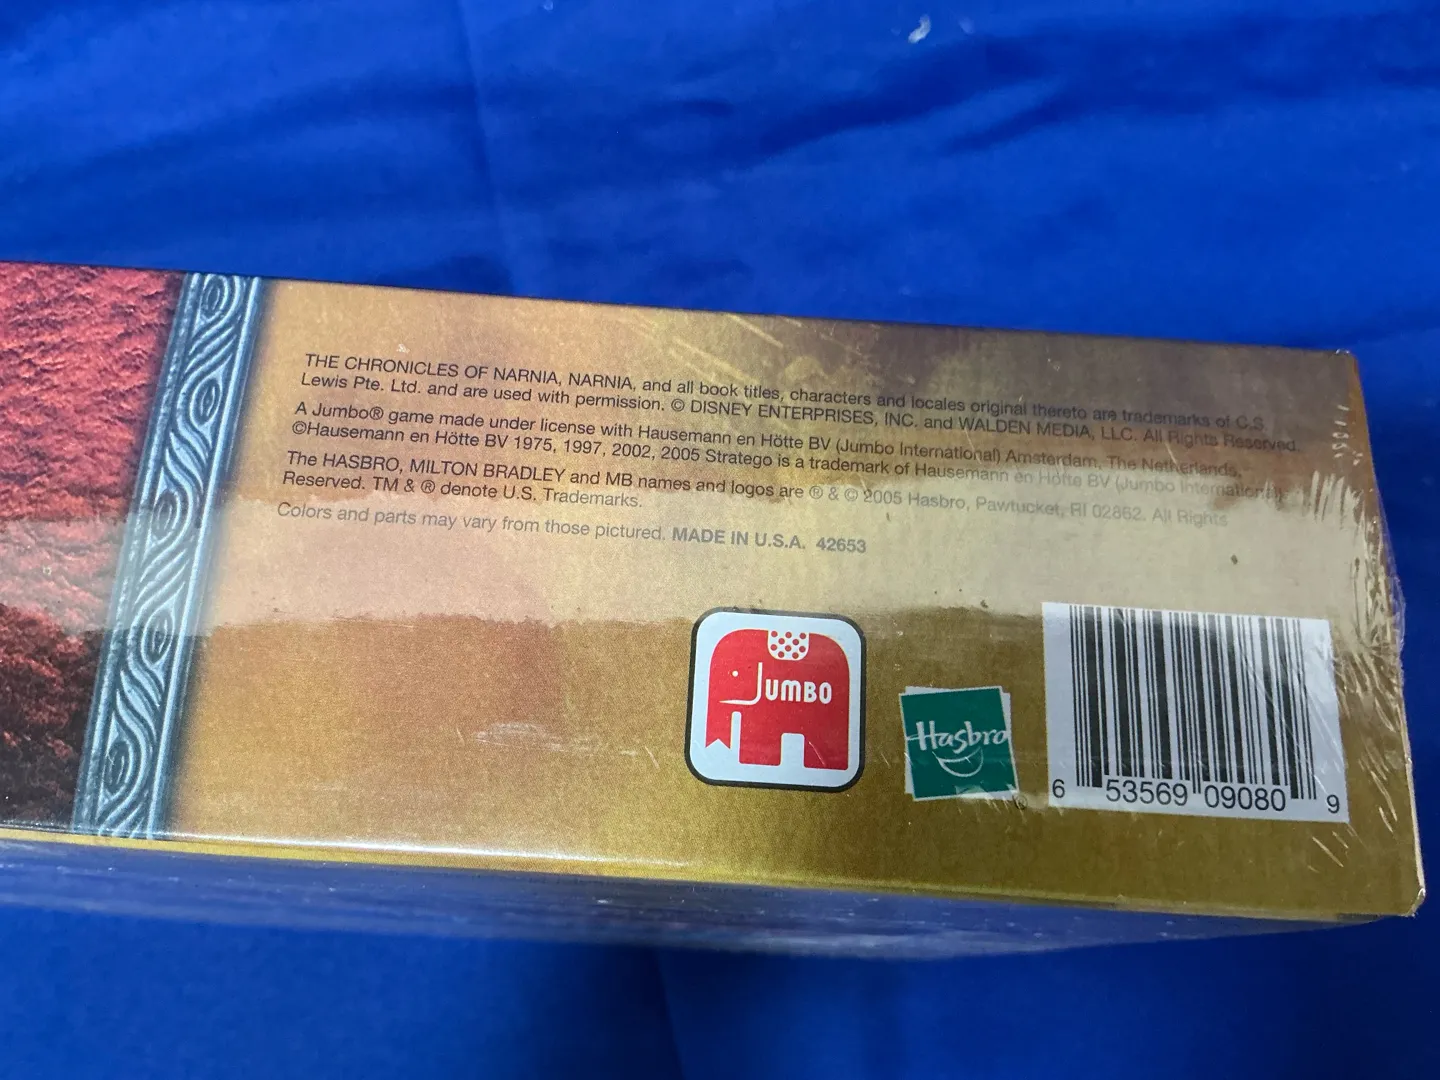 THE CHRONICLES OF NARNIA, NARNIA, and all book titles, characters and locales original thereto are trademarks of C.S.
Lewis Pte. Ltd. and are used with permission. © DISNEY ENTERPRISES, INC. and WALDEN MEDIA, LLC. All Rights Reserved.
A Jumbo® game made under license with Hausemann en Hötte BV (Jumbo International) Amsterdam, The Netherlands.
©Hausemann en Hötte BV 1975, 1997, 2002, 2005 Stratego is a trademark of Hausemann en Hötte BV (Jumbo International).
The HASBRO, MILTON BRADLEY and MB names and logos are ® & © 2005 Hasbro, Pawtucket, RI 02862. All Rights
Reserved. TM & ® denote U.S. Trademarks.
Colors and parts may vary from those pictured. MADE IN U.S.A. 42653
JUMBO
Hasbro
6 53569 09080 9